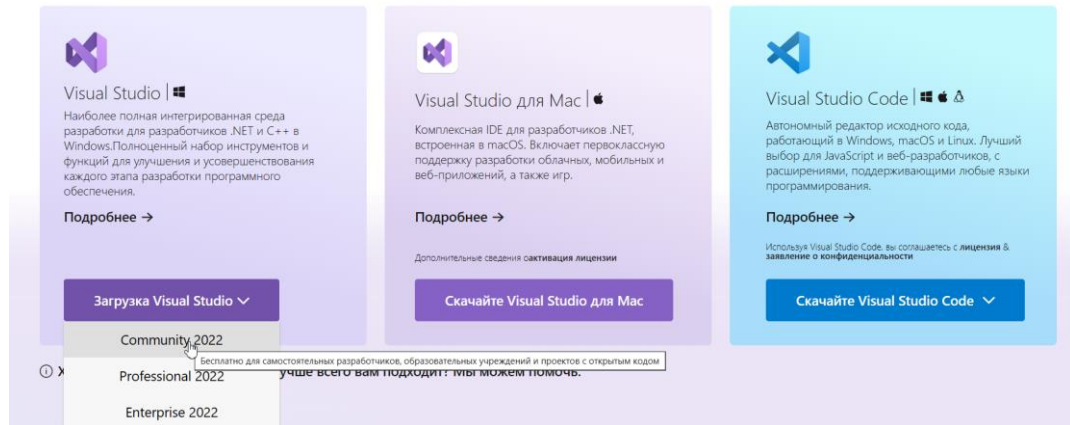 Visual Studio
Наиболее полная интегрированная среда
разработки для разработчиков .NET и C++ в
Windows.Полноценный набор инструментов и
функций для улучшения и усовершенствования
каждого этапа разработки программного
обеспечения.
Подробнее →
Загрузка Visual Studio
Community 2022
Professional 2022
Enterprise 2022
Visual Studio для Mac
Комплексная IDE для разработчиков .NET,
встроенная в macOS. Включает первоклассную
поддержку разработки облачных, мобильных и
веб-приложений, а также игр.
Подробнее →
Дополнительные сведения оактивация лицензии
Скачайте Visual Studio для Mac
Visual Studio Code
Автономный редактор исходного кода,
работающий в Windows, macOS и Linux. Лучший
выбор для JavaScript и веб-разработчиков, с
расширениями, поддерживающими любые языки
программирования.
Подробнее →
Используя Visual Studio Code, вы соглашаетесь с лицензия &
заявление о конфиденциальности
Скачайте Visual Studio Code
Бесплатно для самостоятельных разработчиков, образовательных учреждений и проектов с открытым кодом
всего вам подходит? Мы можем помочь.